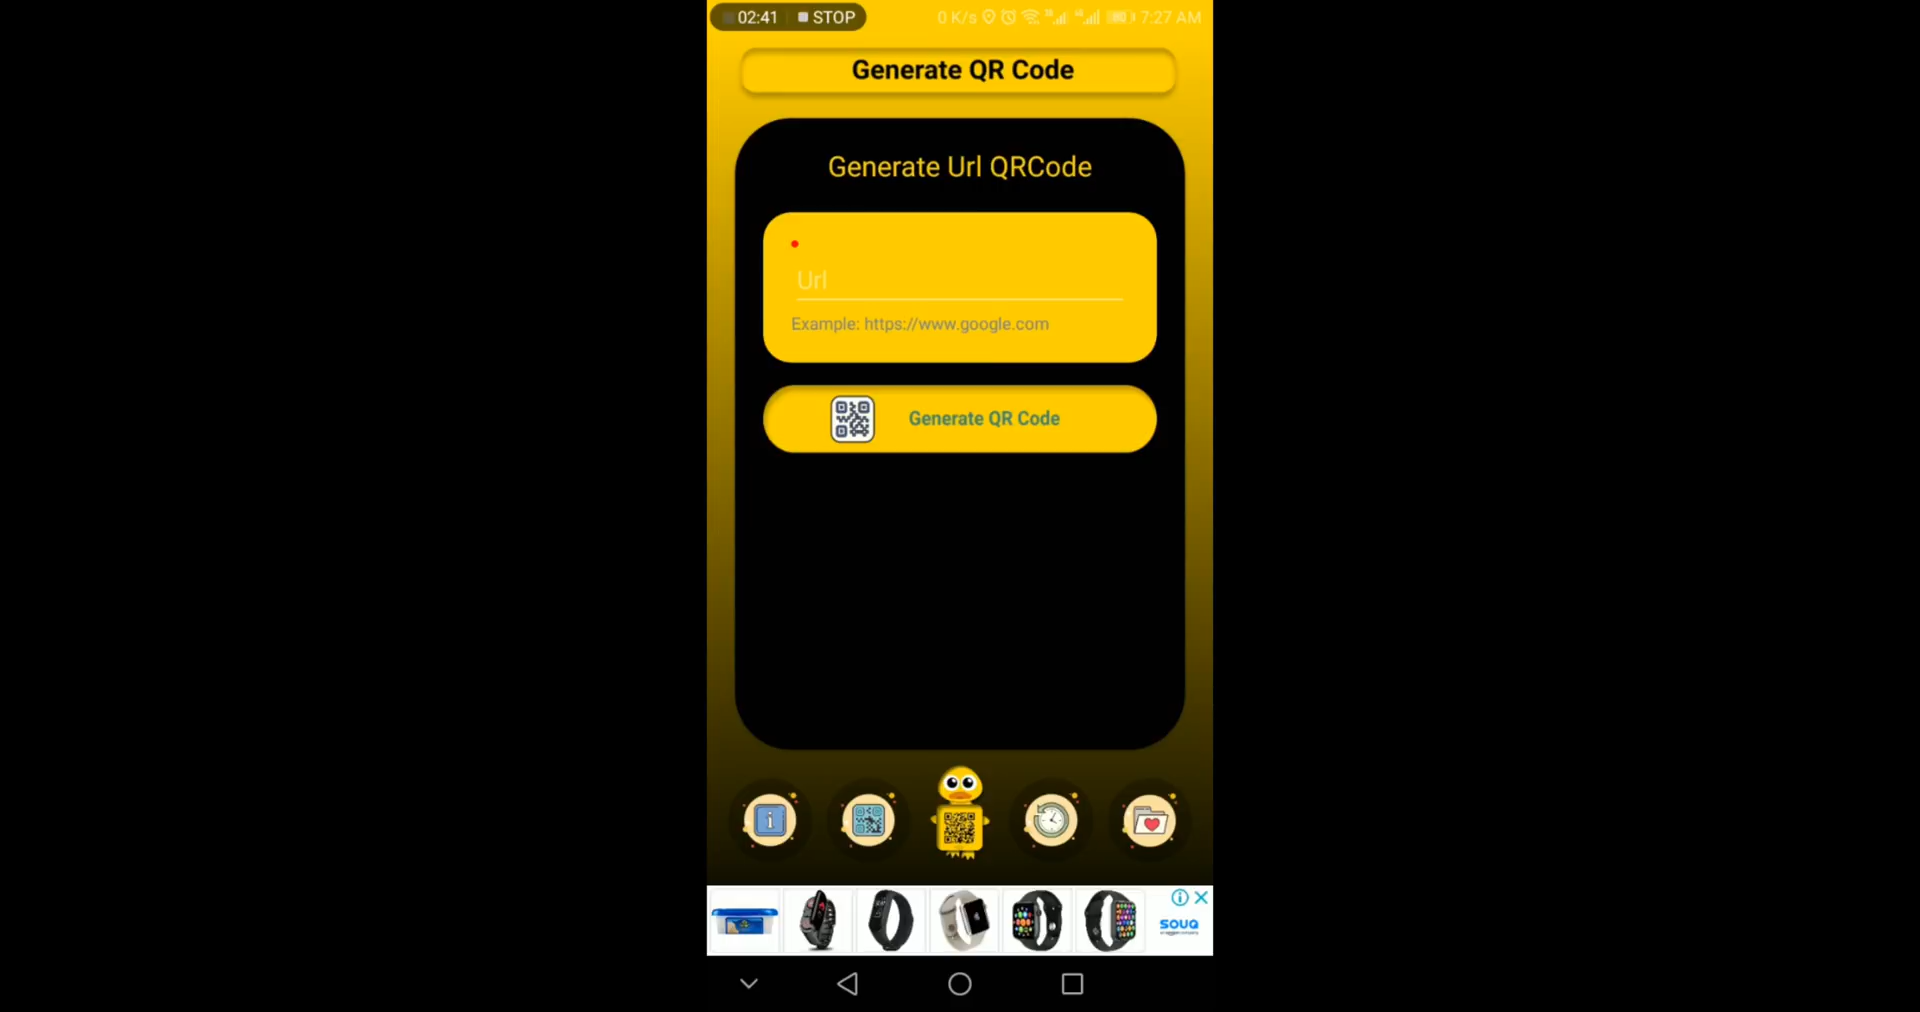 02:41 STOP 0 K/s 7:27 AM
Generate QR Code
Generate Url QRCode
Url
Example: https://www.google.com
Generate QR Code
i
SOUQ